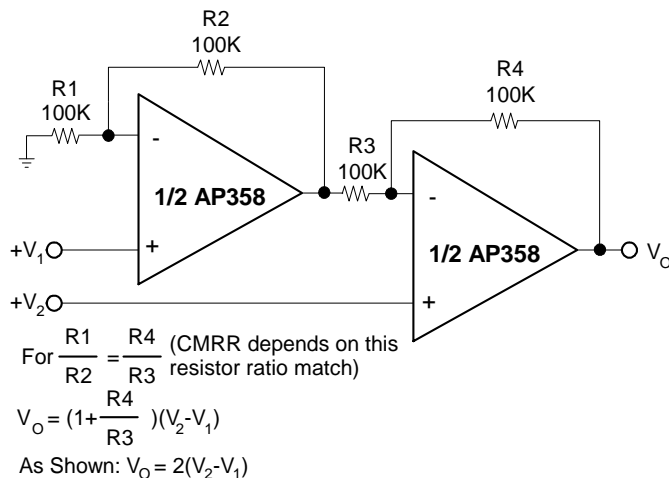 R2
100K
R4
100K
R1
100K
R3
100K
-
1/2 AP358
+
-
1/2 AP358
+
+V1
+V2
VO
For R1/R2 = R4/R3 (CMRR depends on this
resistor ratio match)
VO = (1+ R4/R3 )(V2-V1)
As Shown: VO = 2(V2-V1)